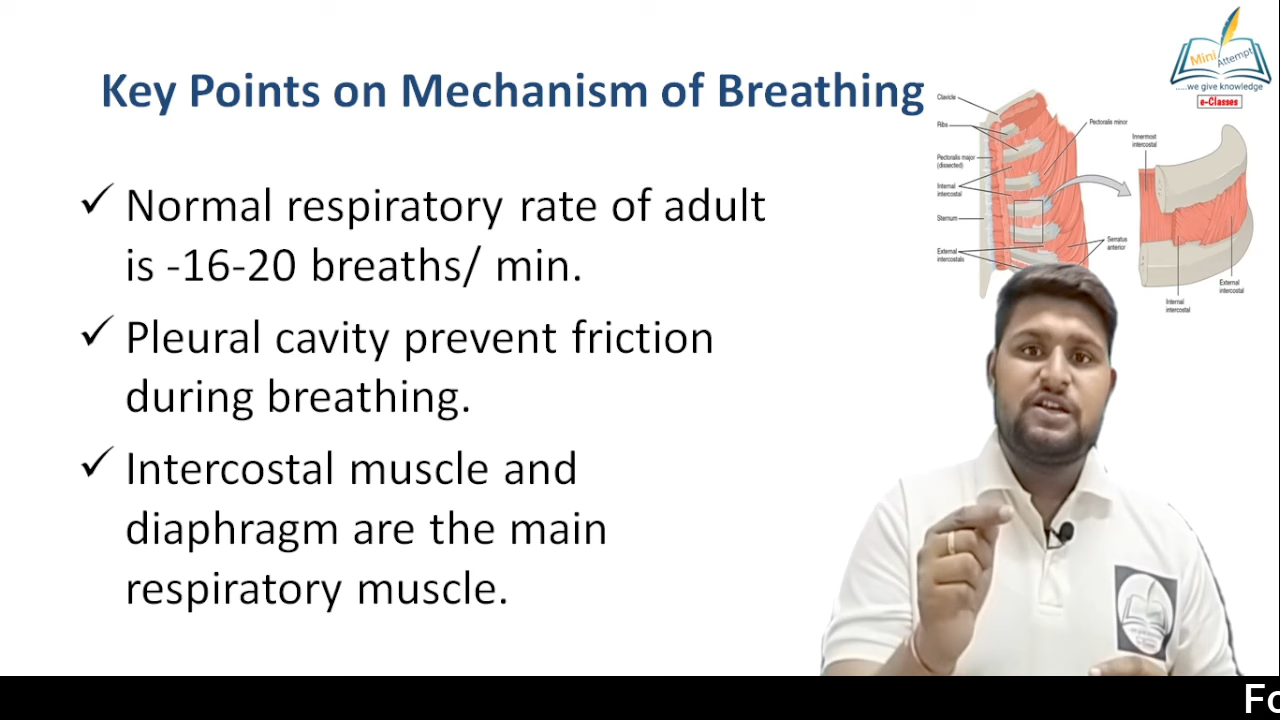 Key Points on Mechanism of Breathing
✓ Normal respiratory rate of adult
is -16-20 breaths/ min.
✓ Pleural cavity prevent friction
during breathing.
✓ Intercostal muscle and
diaphragm are the main
respiratory muscle.
Mini
Attempt
.....we give knowledge
e-Classes
Clavicle
Ribs
Pectoralis major
(dissected)
Internal
intercostal
Sternum
External
intercostals
Pectoralis minor
Serratus
anterior
Innermost
intercostal
External
intercostal
Internal
intercostal
Fo